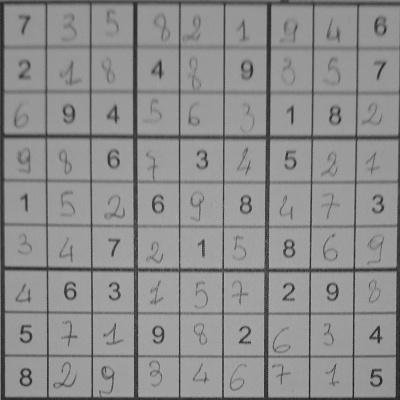 7 3 5 8 2 1 9 4 6
2 1 8 4 8 9 3 5 7
6 9 4 5 6 3 1 8 2
9 8 6 7 3 4 5 2 1
1 5 2 6 9 8 4 7 3
3 4 7 2 1 5 8 6 9
4 6 3 1 5 7 2 9 8
5 7 1 9 8 2 6 3 4
8 2 9 3 4 6 7 1 5